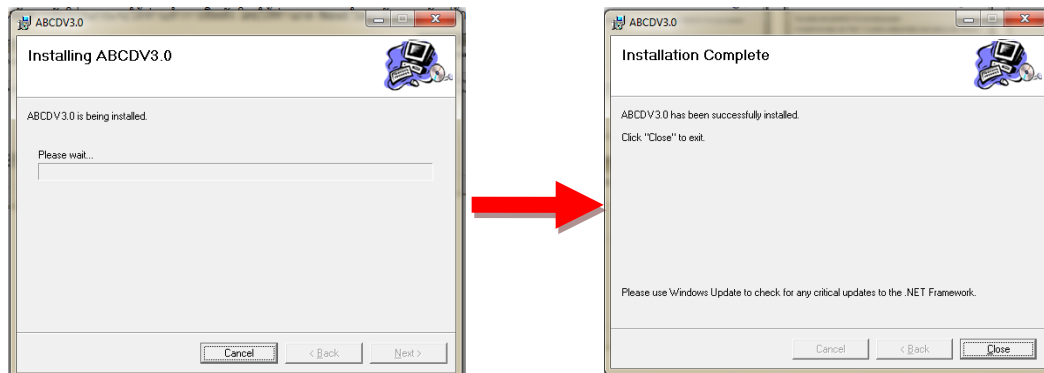 ABCDV3.0
Installing ABCDV3.0
ABCDV3.0 is being installed.
Please wait...
Cancel
< Back
Next >
ABCDV3.0
Installation Complete
ABCDV3.0 has been successfully installed.
Click "Close" to exit.
Please use Windows Update to check for any critical updates to the .NET Framework.
Cancel
< Back
Close